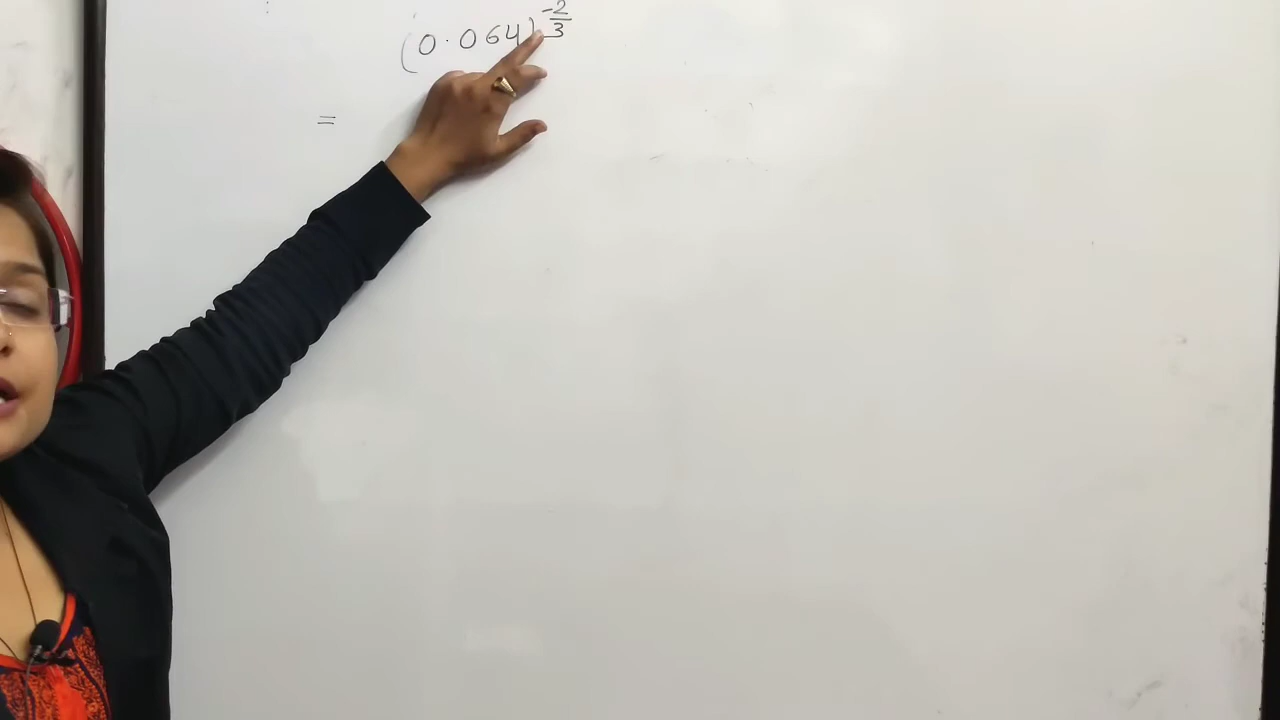 (0.064)^{-2/3}
=